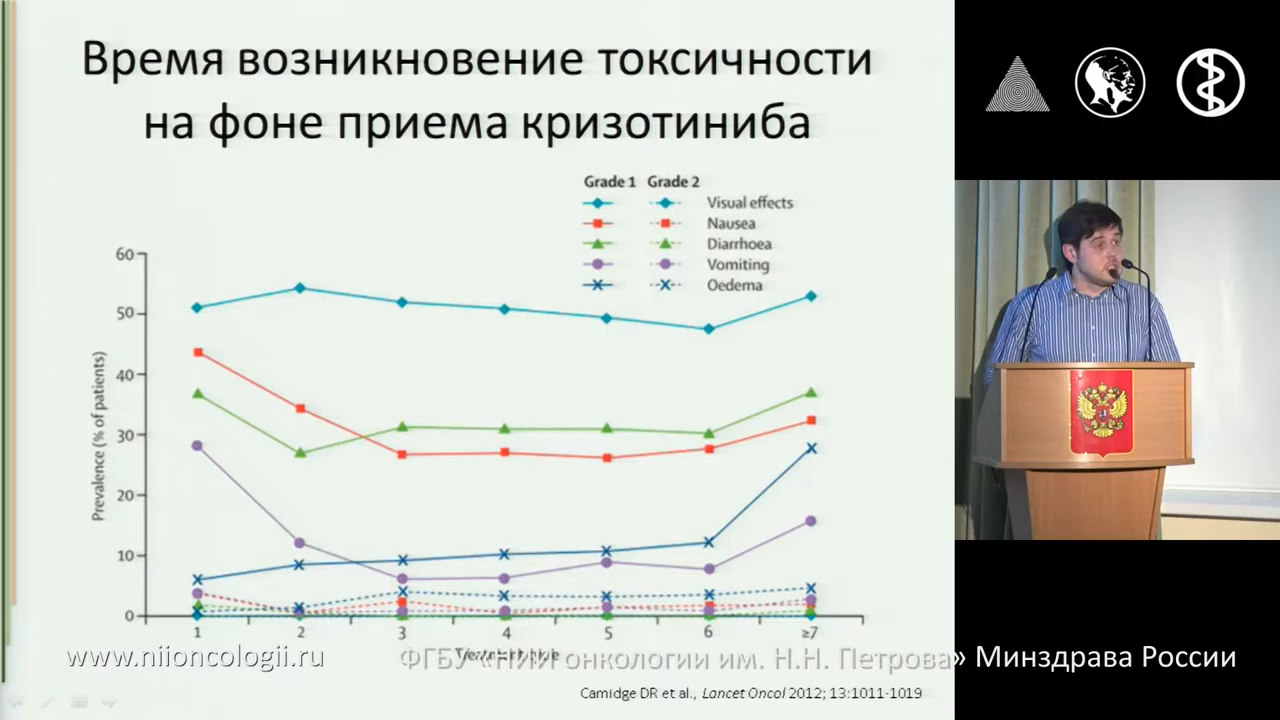 Время возникновение токсичности
на фоне приема кризотиниба
Grade 1 Grade 2
Visual effects
Nausea
Diarrhoea
Vomiting
Oedema
Prevalence (% of patients)
60
50
40
30
20
10
0
1 2 3 4 5 6 ≥7
www.niioncologii.ru
ФГБУ «НИИ онкологии им. Н.Н. Петрова» Минздрава России
Camidge DR et al., Lancet Oncol 2012; 13:1011-1019